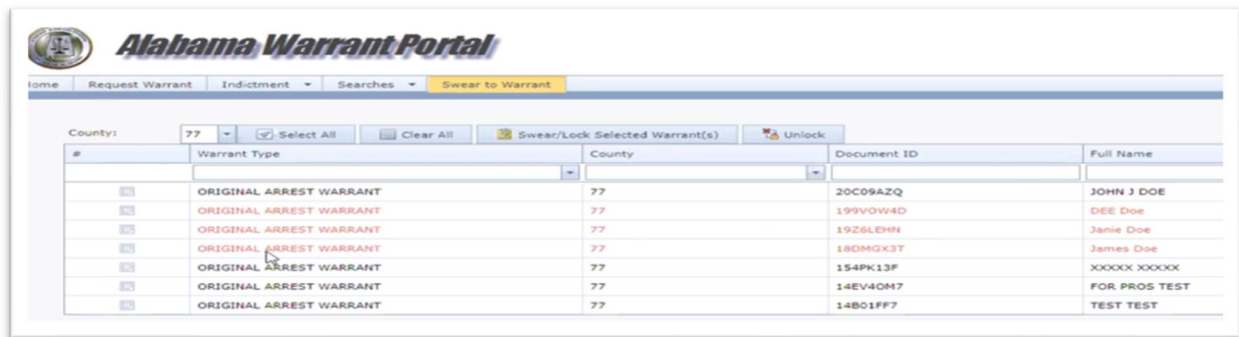 Alabama Warrant Portal
Home Request Warrant Indictment Searches Swear to Warrant
County: 77 Select All Clear All Swear/Lock Selected Warrant(s) Unlock
# Warrant Type County Document ID Full Name
ORIGINAL ARREST WARRANT 77 20C09AZQ JOHN J DOE
ORIGINAL ARREST WARRANT 77 199VOW4D DEE Doe
ORIGINAL ARREST WARRANT 77 19Z6LEHN Janie Doe
ORIGINAL ARREST WARRANT 77 18DMGX3T James Doe
ORIGINAL ARREST WARRANT 77 154PK13F XXXXX XXXXX
ORIGINAL ARREST WARRANT 77 14EV4OM7 FOR PROS TEST
ORIGINAL ARREST WARRANT 77 14B01FF7 TEST TEST